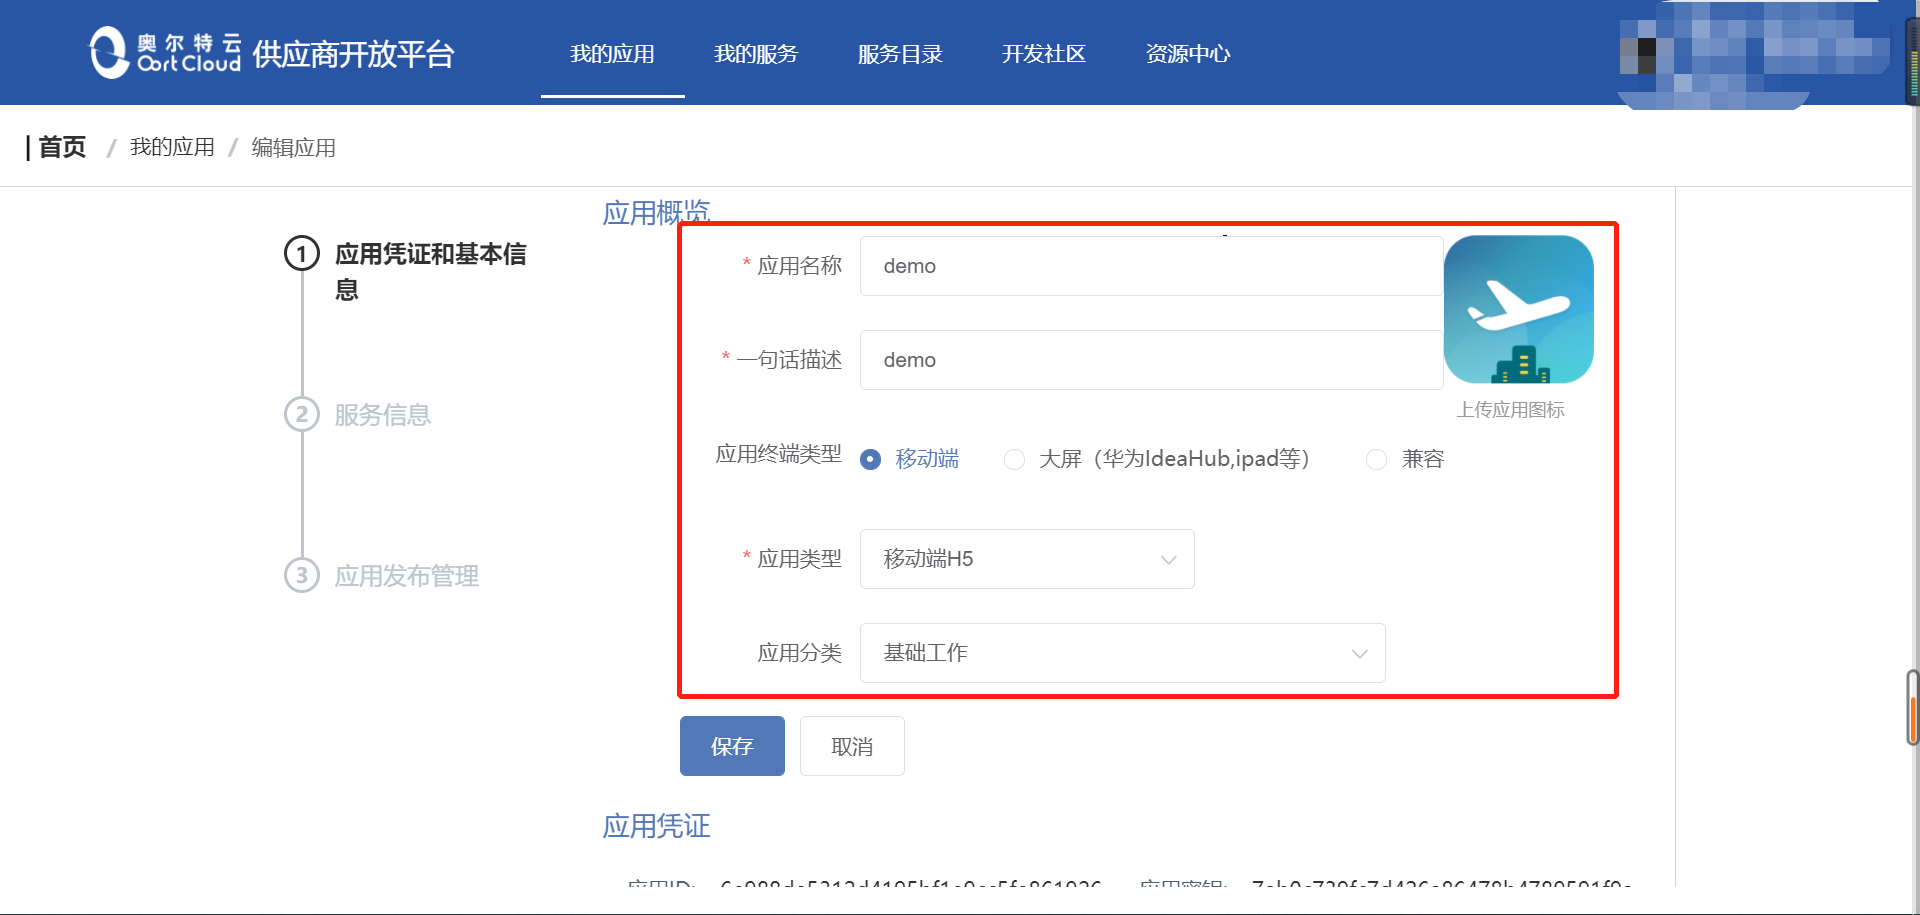 奥尔特云
OortCloud
供应商开放平台
我的应用
我的服务
服务目录
开发社区
资源中心
首页 / 我的应用 / 编辑应用
1 应用凭证和基本信
息
2 服务信息
3 应用发布管理
应用概览
* 应用名称 demo
* 一句话描述 demo
上传应用图标
应用终端类型 移动端 大屏（华为IdeaHub,ipad等） 兼容
* 应用类型 移动端H5
应用分类 基础工作
保存 取消
应用凭证
应用ID: 应用密钥: